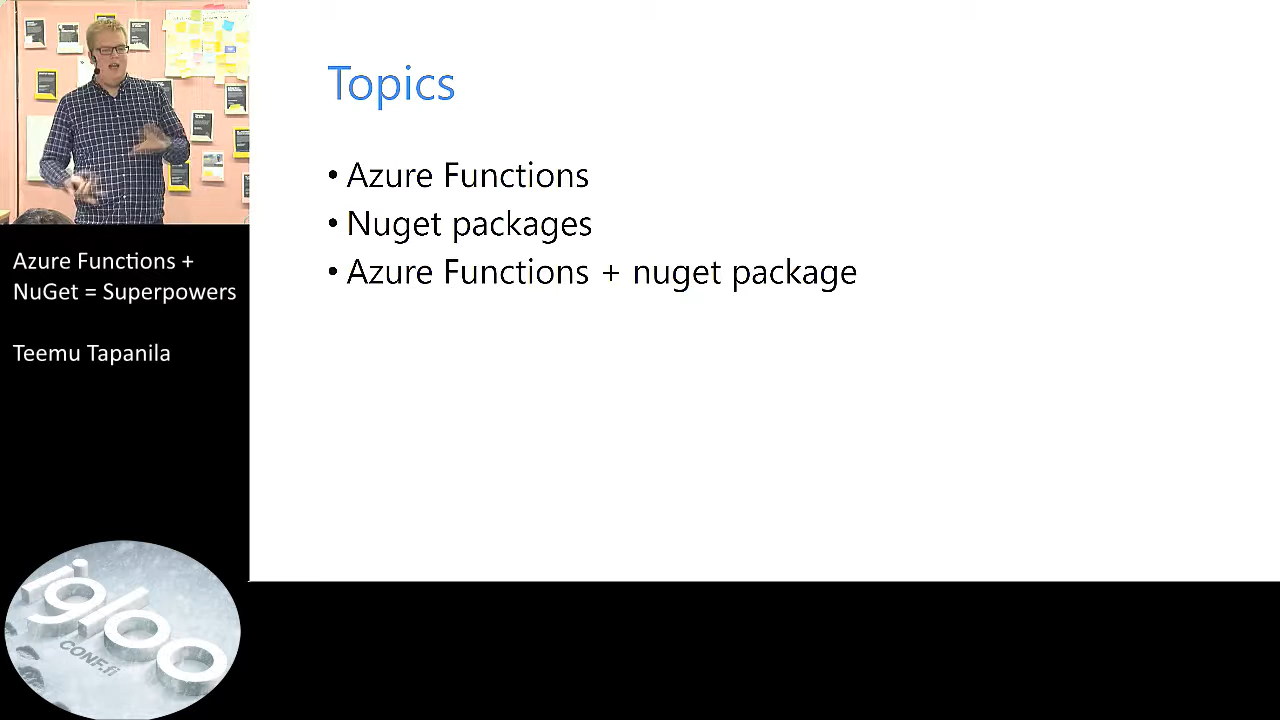 Topics
• Azure Functions
• Nuget packages
• Azure Functions + nuget package
Azure Functions +
NuGet = Superpowers
Teemu Tapanila
igloo
CONF.fi